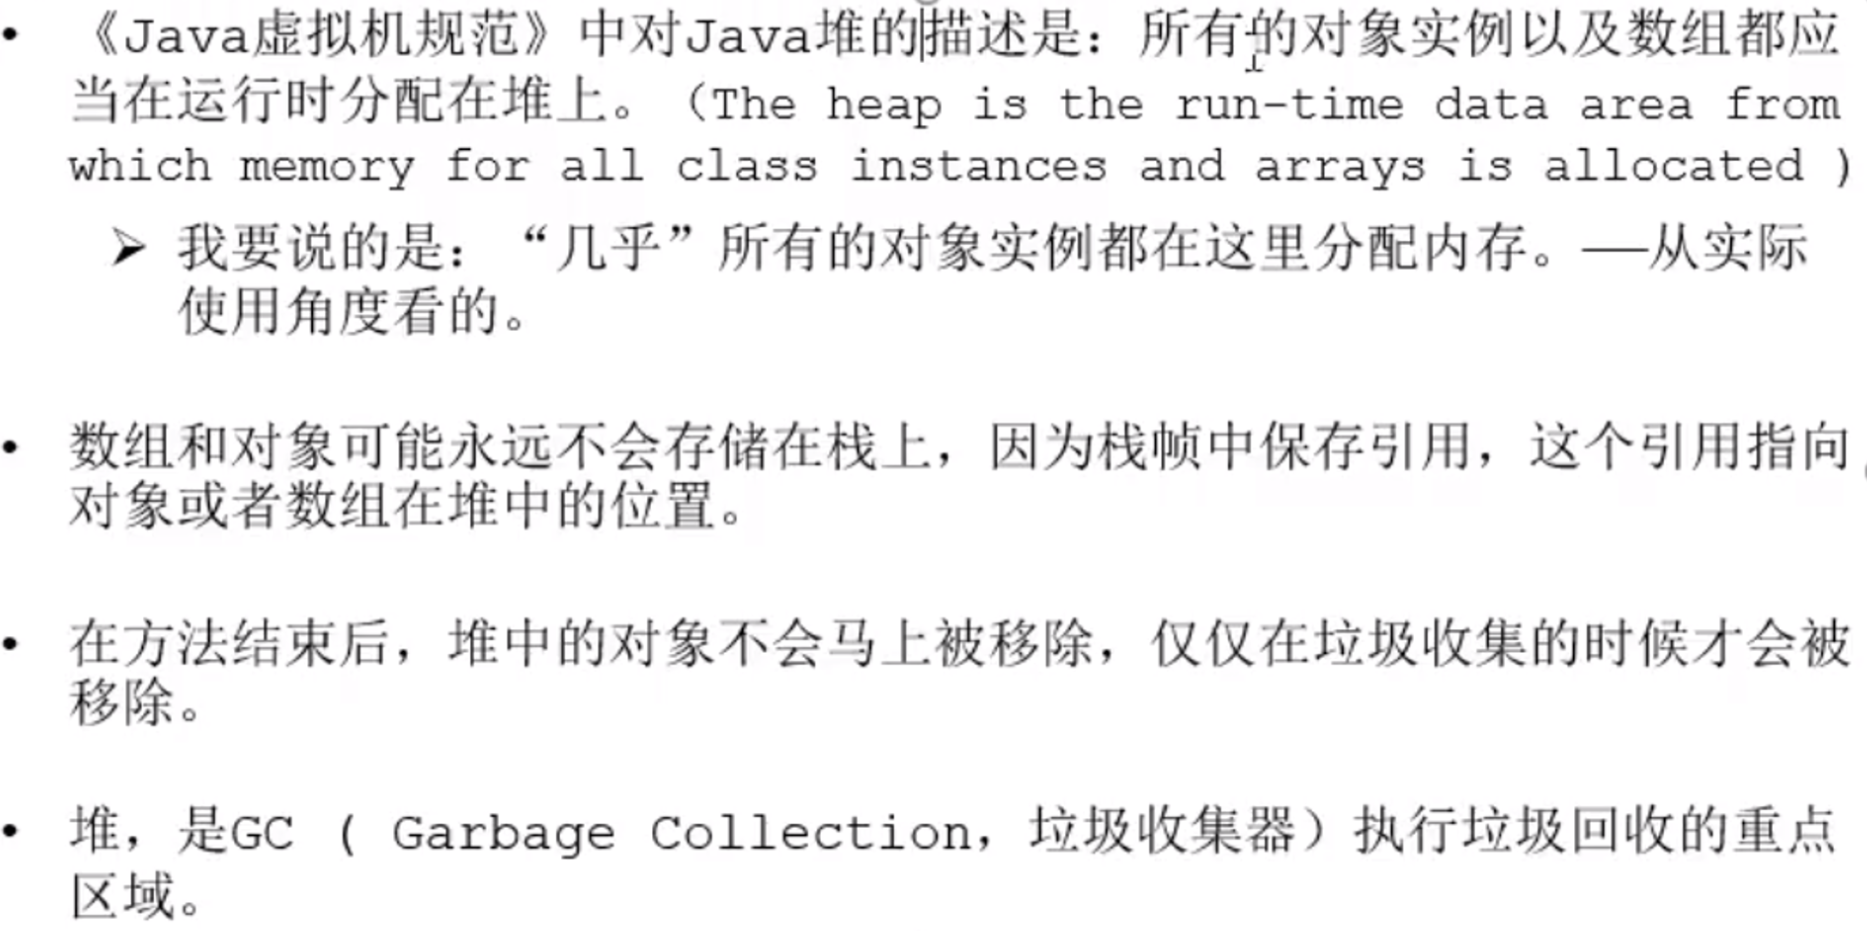 • 《Java虚拟机规范》中对Java堆的描述是：所有的对象实例以及数组都应
当在运行时分配在堆上。（The heap is the run-time data area from
which memory for all class instances and arrays is allocated )
➢ 我要说的是：“几乎”所有的对象实例都在这里分配内存。—从实际
使用角度看的。
• 数组和对象可能永远不会存储在栈上，因为栈帧中保存引用，这个引用指向
对象或者数组在堆中的位置。
• 在方法结束后，堆中的对象不会马上被移除，仅仅在垃圾收集的时候才会被
移除。
• 堆，是GC ( Garbage Collection，垃圾收集器）执行垃圾回收的重点
区域。